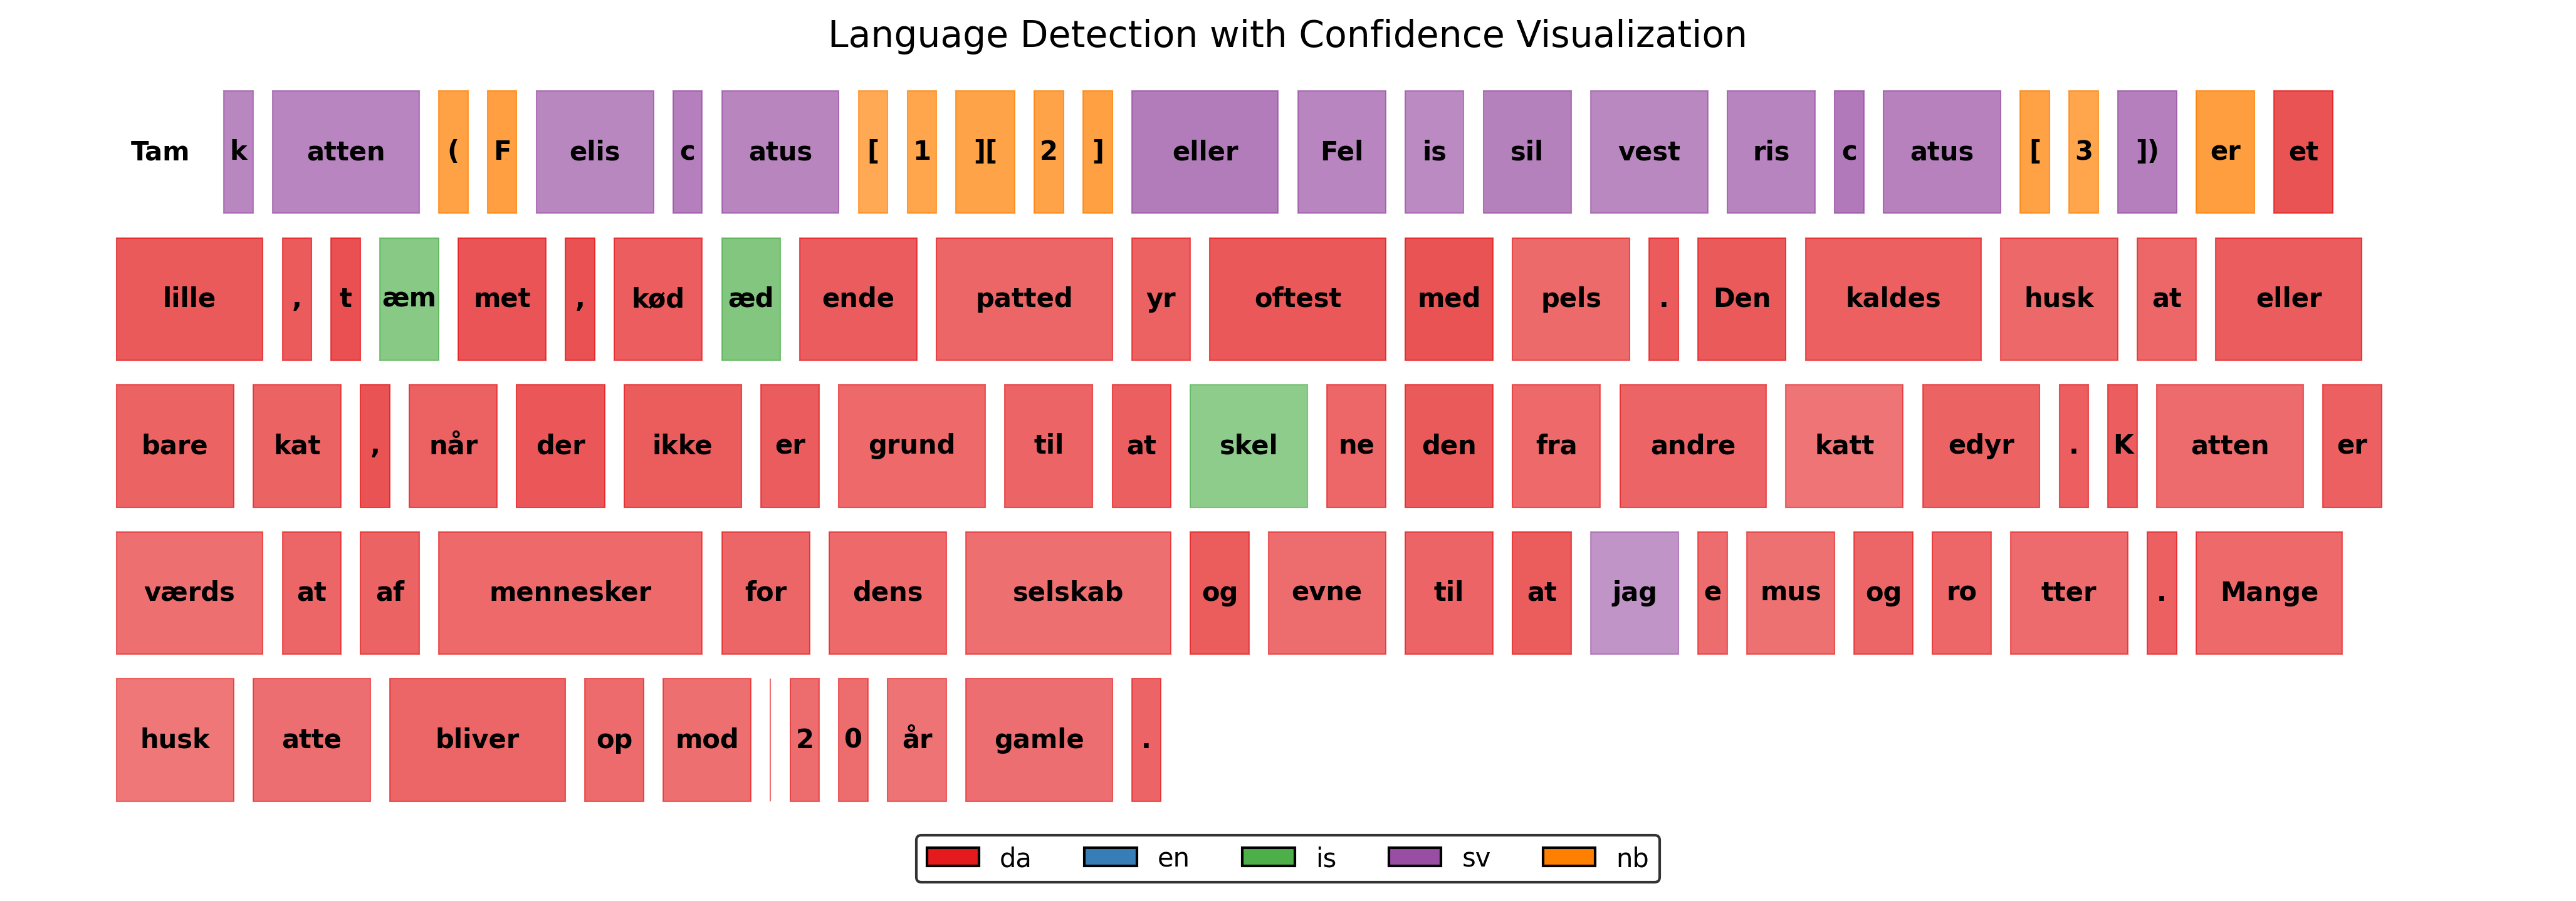 Language Detection with Confidence Visualization
Tam k atten ( F elis c atus [ 1 ][ 2 ] eller Fel is sil vest ris c atus [ 3 ]) er et
lille , t æm met , kød æd ende patted yr oftest med pels . Den kaldes husk at eller
bare kat , når der ikke er grund til at skel ne den fra andre katt edyr . K atten er
værds at af mennesker for dens selskab og evne til at jag e mus og ro tter . Mange
husk atte bliver op mod 2 0 år gamle .
da en is sv nb